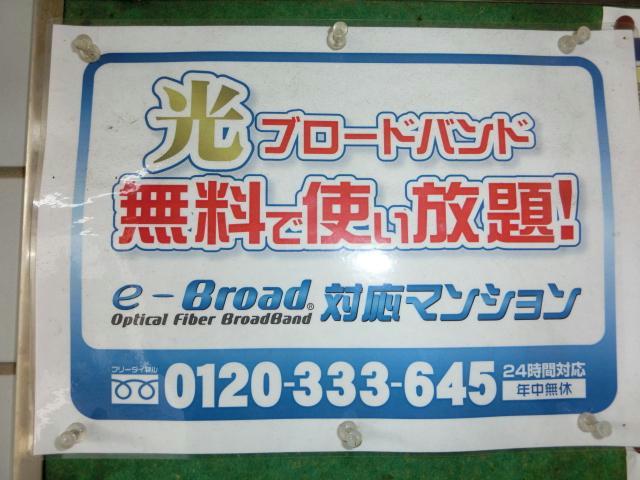 光ブロードバンド
無料で使い放題!
e-Broad® 対応マンション
Optical Fiber BroadBand
フリーダイヤル
0120-333-645
24時間対応
年中無休